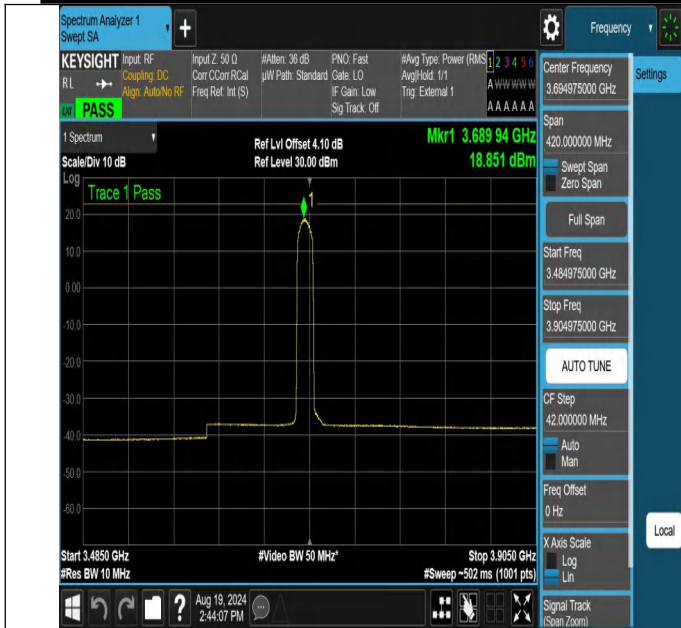 Spectrum Analyzer 1
Swept SA
+
Frequency
KEYSIGHT
RL
PASS
Input: RF
Coupling: DC
Align: Auto/No RF
Input Z: 50 Ω
Corr CCorr RCal
Freq Ref: Int (S)
#Atten: 36 dB
µW Path: Standard
PNO: Fast
Gate: LO
IF Gain: Low
Sig Track: Off
#Avg Type: Power (RMS
Avg|Hold: 1/1
Trig: External 1
1 2 3 4 5 6
A W W W W W
A A A A A A
1 Spectrum
Scale/Div 10 dB
Log
Ref Lvl Offset 4.10 dB
Ref Level 30.00 dBm
Mkr1 3.689 94 GHz
18.851 dBm
Trace 1 Pass
1
20.0
10.0
0.00
-10.0
-20.0
-30.0
-40.0
-50.0
-60.0
Start 3.4850 GHz
#Res BW 10 MHz
#Video BW 50 MHz*
Stop 3.9050 GHz
#Sweep ~502 ms (1001 pts)
?
Aug 19, 2024
2:44:07 PM
Center Frequency
3.694975000 GHz
Settings
Span
420.000000 MHz
Swept Span
Zero Span
Full Span
Start Freq
3.484975000 GHz
Stop Freq
3.904975000 GHz
AUTO TUNE
CF Step
42.000000 MHz
Auto
Man
Freq Offset
0 Hz
Local
X Axis Scale
Log
Lin
Signal Track
(Span Zoom)